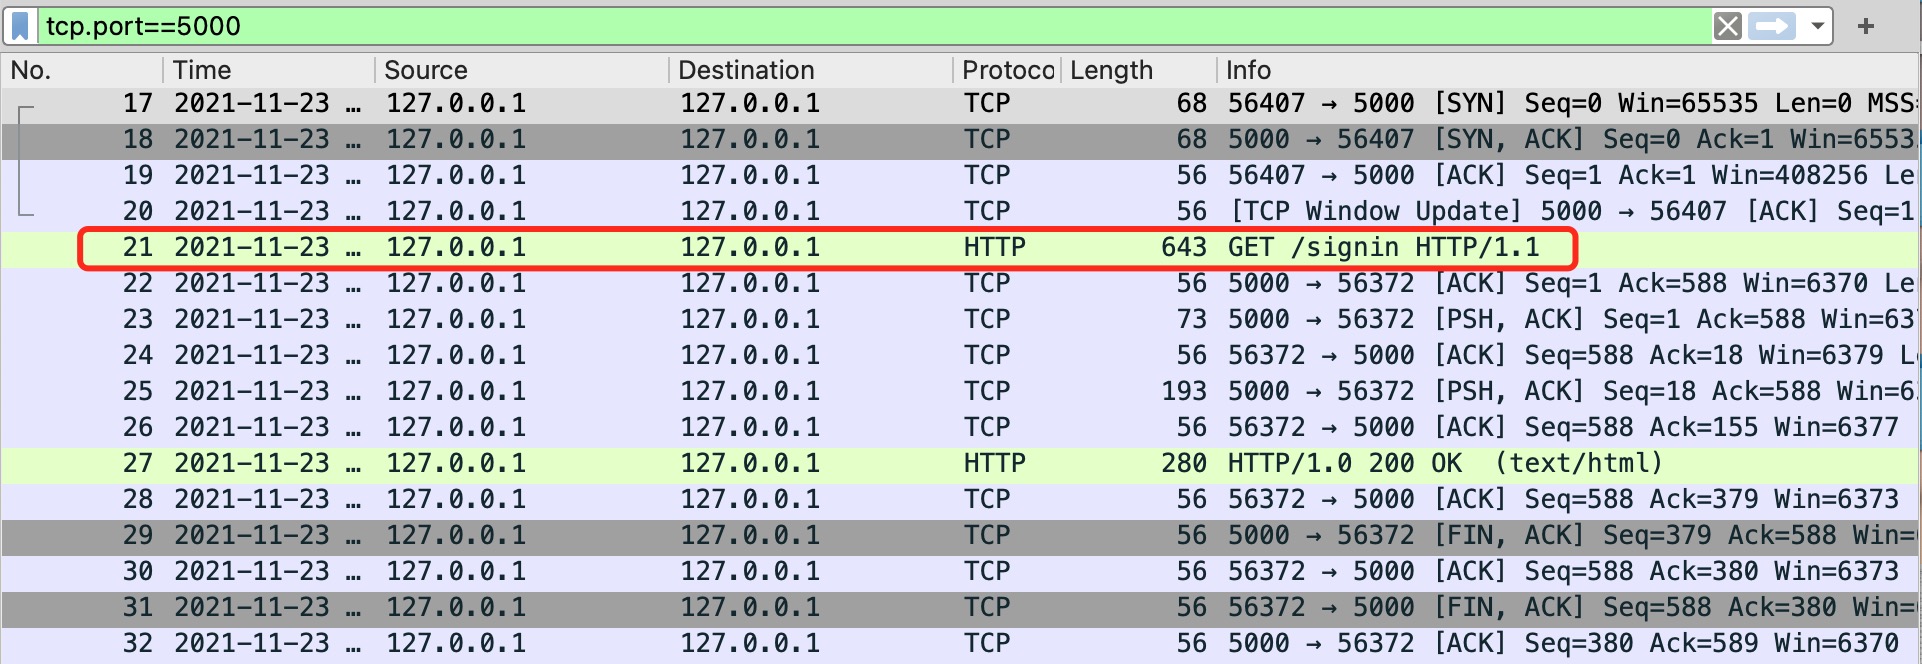 tcp.port==5000
No. Time Source Destination Protoco Length Info
17 2021-11-23 … 127.0.0.1 127.0.0.1 TCP 68 56407 → 5000 [SYN] Seq=0 Win=65535 Len=0 MSS=
18 2021-11-23 … 127.0.0.1 127.0.0.1 TCP 68 5000 → 56407 [SYN, ACK] Seq=0 Ack=1 Win=6553
19 2021-11-23 … 127.0.0.1 127.0.0.1 TCP 56 56407 → 5000 [ACK] Seq=1 Ack=1 Win=408256 Le
20 2021-11-23 … 127.0.0.1 127.0.0.1 TCP 56 [TCP Window Update] 5000 → 56407 [ACK] Seq=1
21 2021-11-23 … 127.0.0.1 127.0.0.1 HTTP 643 GET /signin HTTP/1.1
22 2021-11-23 … 127.0.0.1 127.0.0.1 TCP 56 5000 → 56372 [ACK] Seq=1 Ack=588 Win=6370 Le
23 2021-11-23 … 127.0.0.1 127.0.0.1 TCP 73 5000 → 56372 [PSH, ACK] Seq=1 Ack=588 Win=637
24 2021-11-23 … 127.0.0.1 127.0.0.1 TCP 56 56372 → 5000 [ACK] Seq=588 Ack=18 Win=6379 L
25 2021-11-23 … 127.0.0.1 127.0.0.1 TCP 193 5000 → 56372 [PSH, ACK] Seq=18 Ack=588 Win=6
26 2021-11-23 … 127.0.0.1 127.0.0.1 TCP 56 56372 → 5000 [ACK] Seq=588 Ack=155 Win=6377
27 2021-11-23 … 127.0.0.1 127.0.0.1 HTTP 280 HTTP/1.0 200 OK (text/html)
28 2021-11-23 … 127.0.0.1 127.0.0.1 TCP 56 56372 → 5000 [ACK] Seq=588 Ack=379 Win=6373
29 2021-11-23 … 127.0.0.1 127.0.0.1 TCP 56 5000 → 56372 [FIN, ACK] Seq=379 Ack=588 Win=
30 2021-11-23 … 127.0.0.1 127.0.0.1 TCP 56 56372 → 5000 [ACK] Seq=588 Ack=380 Win=6373
31 2021-11-23 … 127.0.0.1 127.0.0.1 TCP 56 56372 → 5000 [FIN, ACK] Seq=588 Ack=380 Win=
32 2021-11-23 … 127.0.0.1 127.0.0.1 TCP 56 5000 → 56372 [ACK] Seq=380 Ack=589 Win=6370